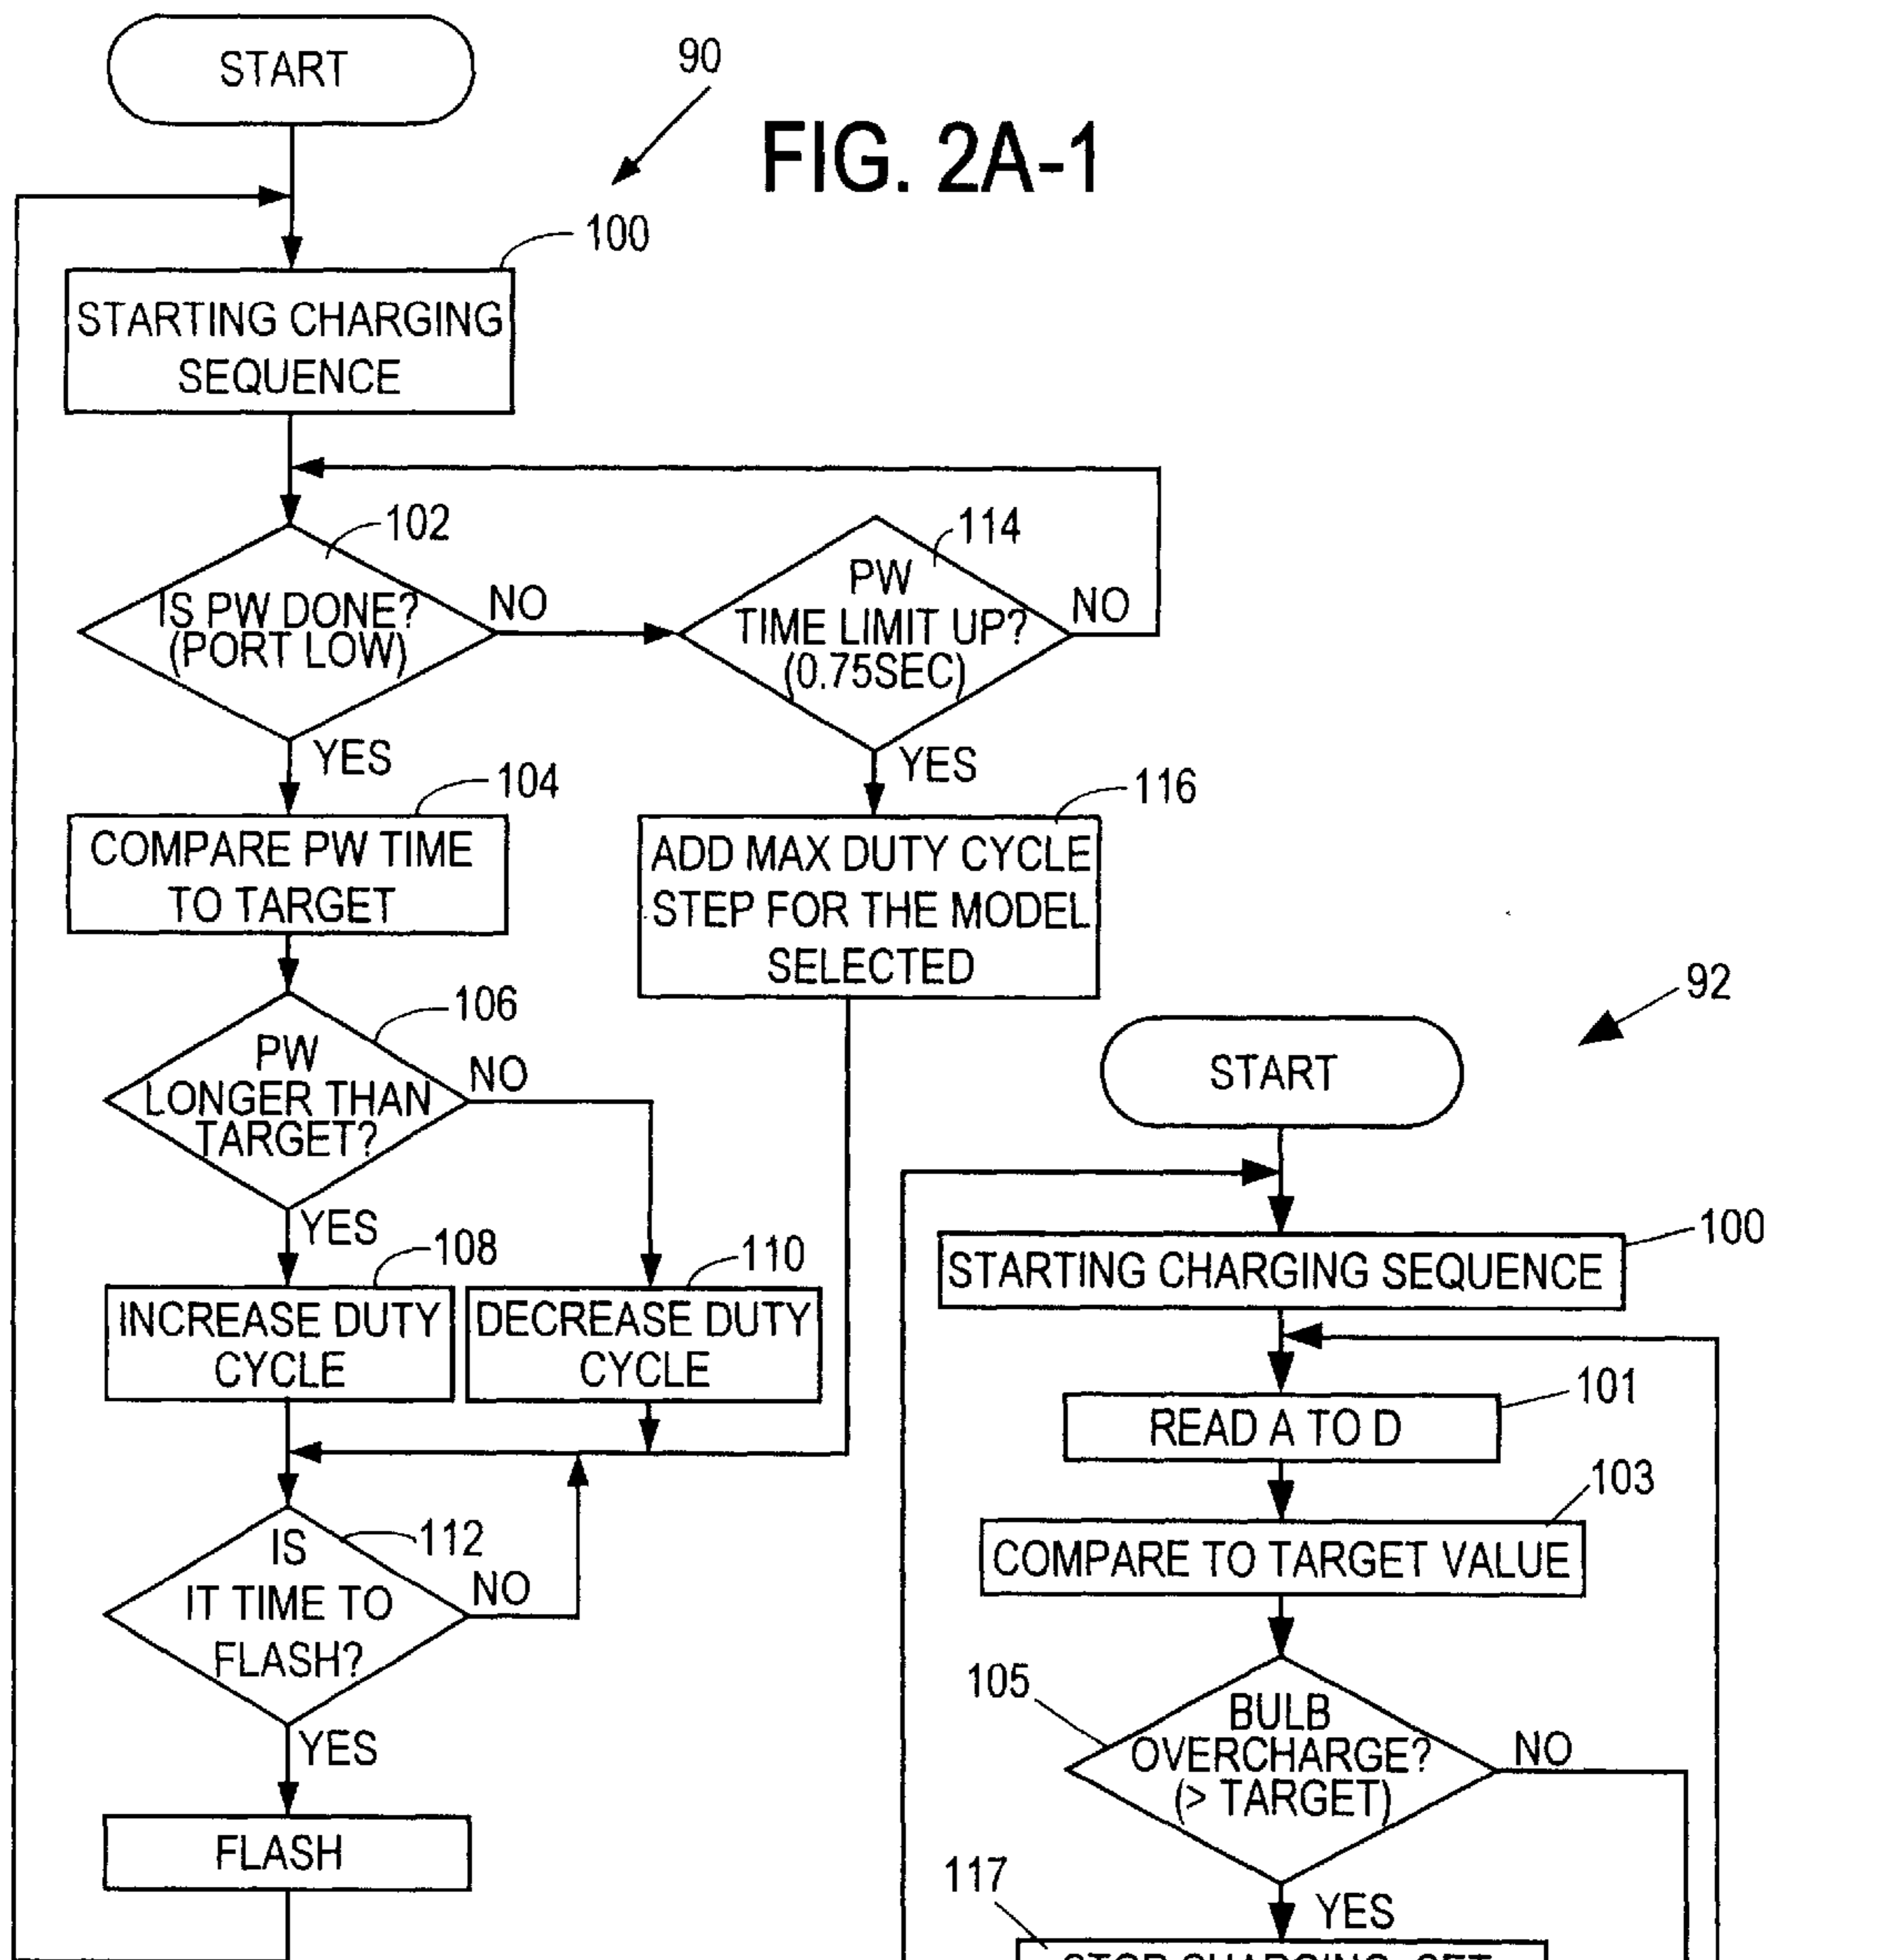 START
90
FIG. 2A-1
100
STARTING CHARGING
SEQUENCE
102
IS PW DONE?
(PORT LOW)
NO
114
PW
TIME LIMIT UP?
(0.75SEC)
NO
YES
YES
104
COMPARE PW TIME
TO TARGET
116
ADD MAX DUTY CYCLE
STEP FOR THE MODEL
SELECTED
106
PW
LONGER THAN
TARGET?
NO
YES
108
INCREASE DUTY
CYCLE
110
DECREASE DUTY
CYCLE
112
IS
IT TIME TO
FLASH?
NO
YES
FLASH
92
START
100
STARTING CHARGING SEQUENCE
101
READ A TO D
103
COMPARE TO TARGET VALUE
105
BULB
OVERCHARGE?
(> TARGET)
NO
YES
117